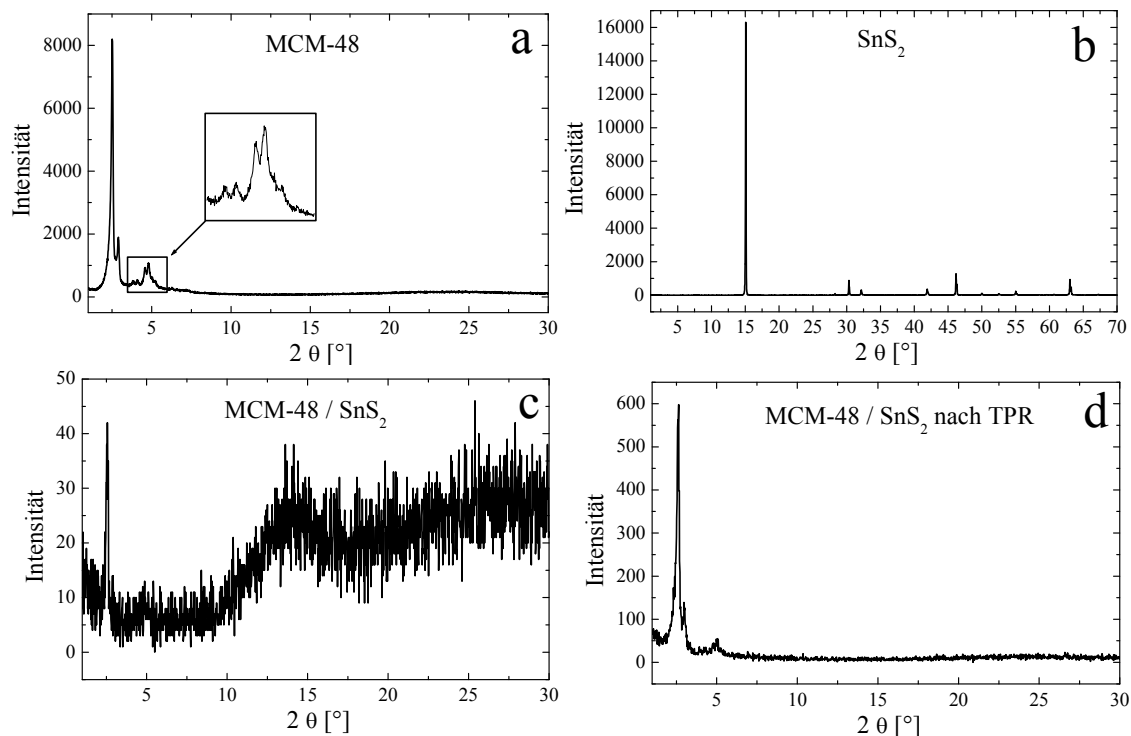 MCM-48
a
8000
6000
4000
2000
0
Intensität
5 10 15 20 25 30
2 θ [°]
SnS₂
b
16000
14000
12000
10000
8000
6000
4000
2000
0
Intensität
5 10 15 20 25 30 35 40 45 50 55 60 65 70
2 θ [°]
MCM-48 / SnS₂
c
50
40
30
20
10
0
Intensität
5 10 15 20 25 30
2 θ [°]
MCM-48 / SnS₂ nach TPR
d
600
500
400
300
200
100
0
Intensität
5 10 15 20 25 30
2 θ [°]